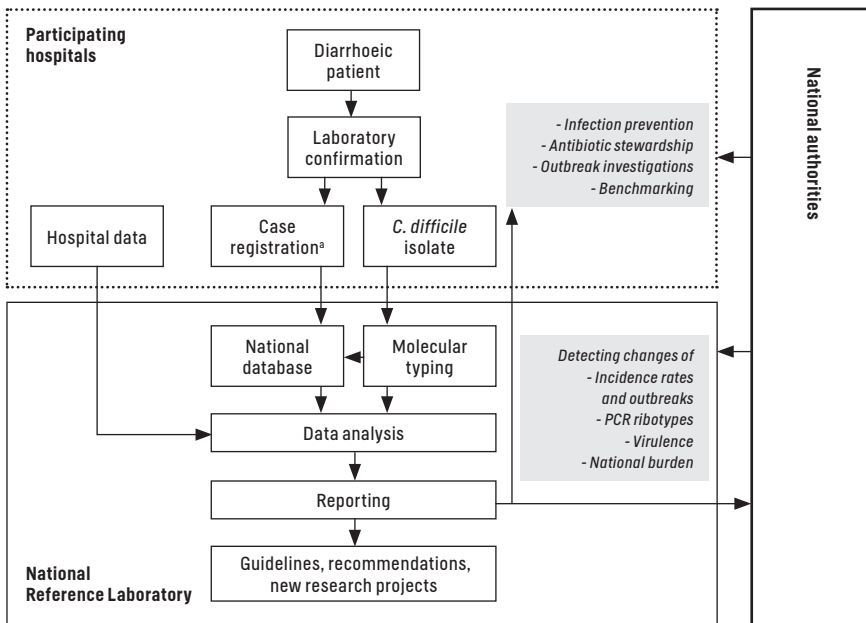 Participating
hospitals
Diarrhoeic
patient
Laboratory
confirmation
- Infection prevention
- Antibiotic stewardship
- Outbreak investigations
- Benchmarking
National authorities
Hospital data
Case
registrationᵃ
C. difficile
isolate
National
database
Molecular
typing
Detecting changes of
- Incidence rates
and outbreaks
- PCR ribotypes
- Virulence
- National burden
Data analysis
Reporting
Guidelines, recommendations,
new research projects
National
Reference Laboratory